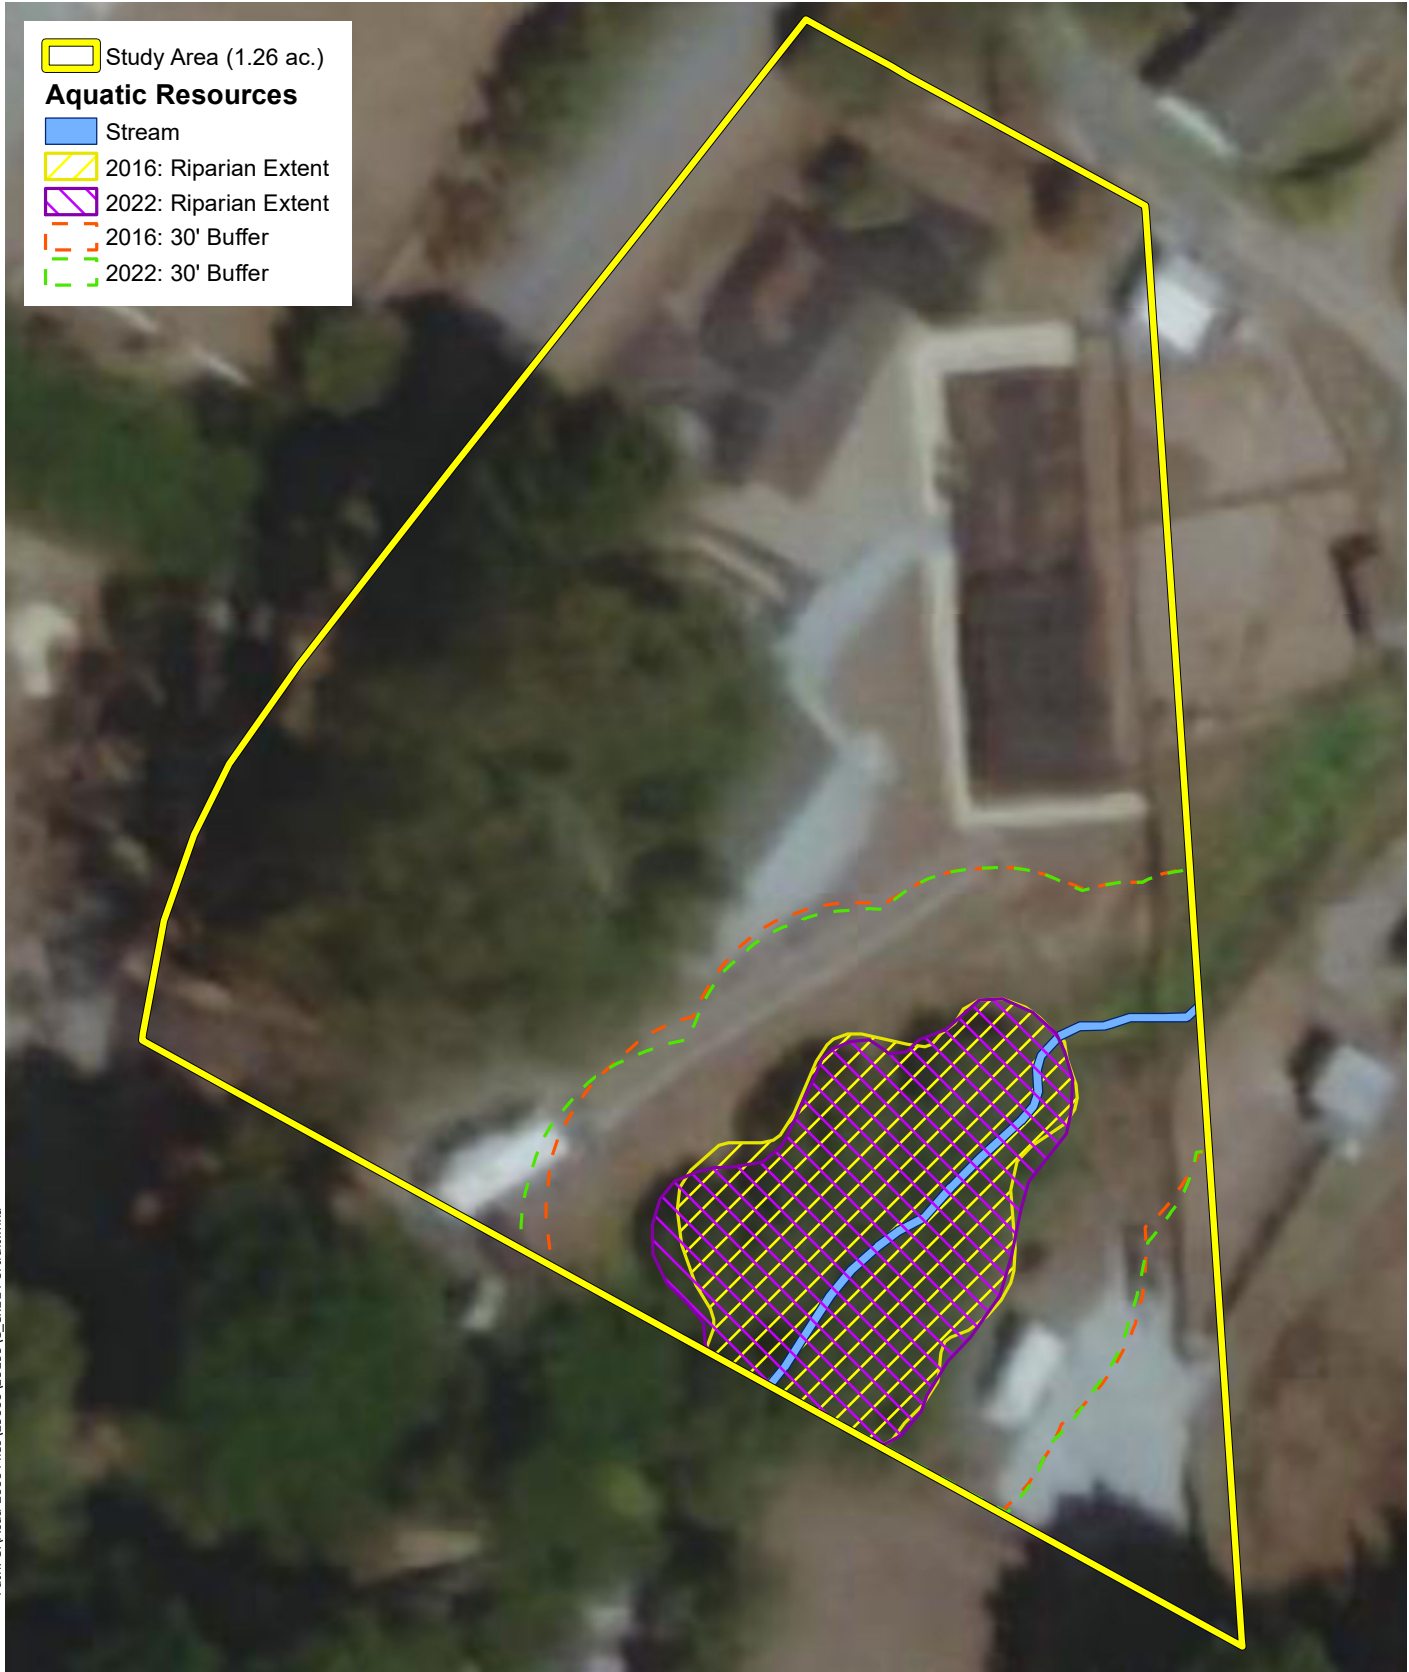 Study Area (1.26 ac.)
Aquatic Resources
Stream
2016: Riparian Extent
2022: Riparian Extent
2016: 30' Buffer
2022: 30' Buffer